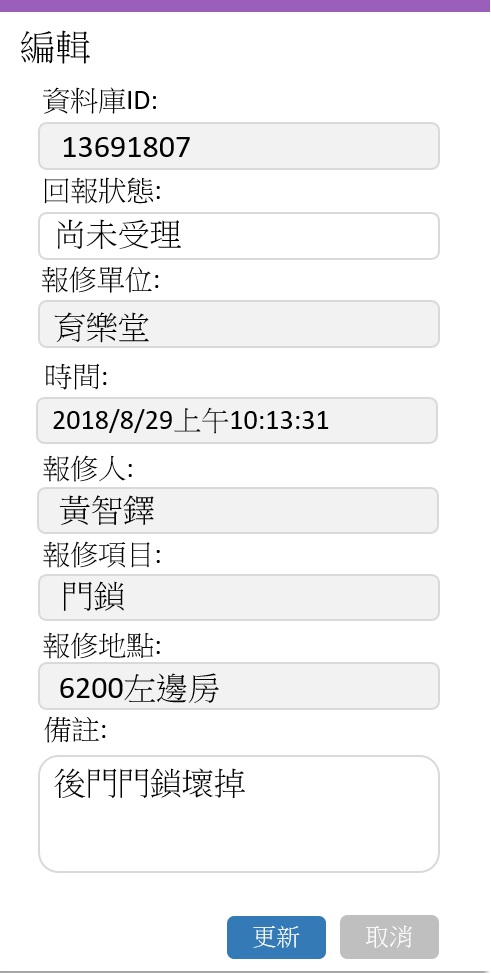 編輯
資料庫ID:
13691807
回報狀態:
尚未受理
報修單位:
育樂堂
時間:
2018/8/29上午10:13:31
報修人:
黃智鐸
報修項目:
門鎖
報修地點:
6200左邊房
備註:
後門門鎖壞掉
更新 取消